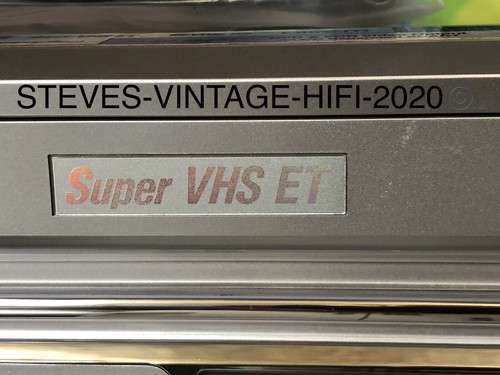 STEVES-VINTAGE-HIFI-2020 ©
Super VHS ET